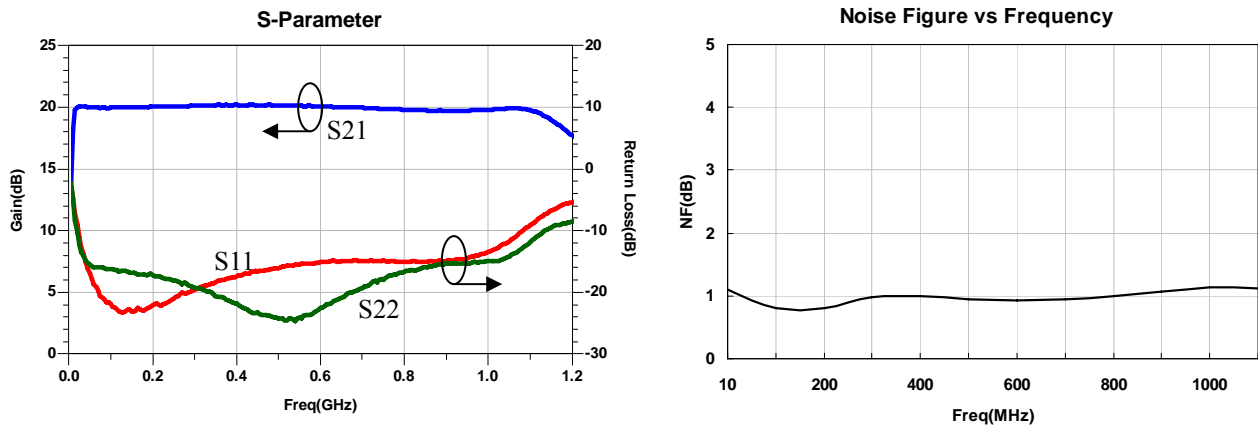 S-Parameter
25
20
15
10
5
0
Gain(dB)
20
10
0
-10
-20
-30
Return Loss(dB)
S21
S11
S22
0.0 0.2 0.4 0.6 0.8 1.0 1.2
Freq(GHz)
Noise Figure vs Frequency
5
4
3
2
1
0
NF(dB)
10 200 400 600 800 1000
Freq(MHz)